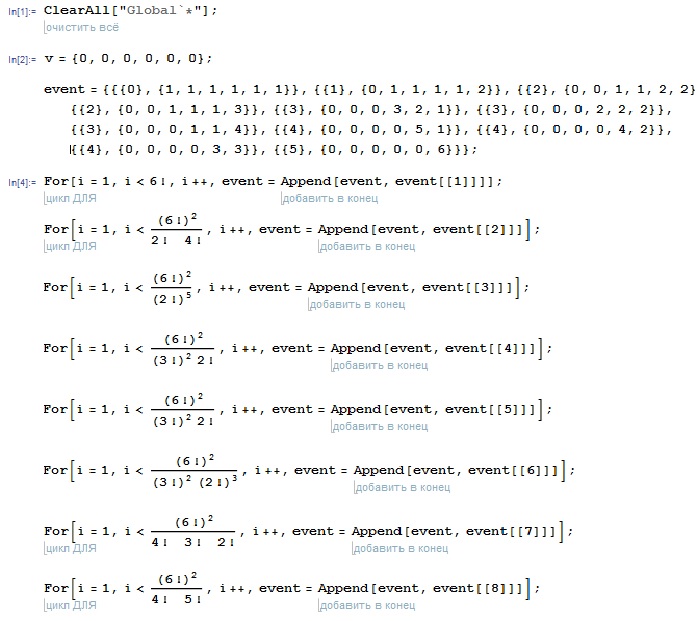 In[1]:= ClearAll["Global`*"];
очистить всё
In[2]:= v = {0, 0, 0, 0, 0, 0};
event = {{{0}, {1, 1, 1, 1, 1, 1}}, {{1}, {0, 1, 1, 1, 1, 2}}, {{2}, {0, 0, 1, 1, 2, 2}
{{2}, {0, 0, 1, 1, 1, 3}}, {{3}, {0, 0, 0, 3, 2, 1}}, {{3}, {0, 0, 0, 2, 2, 2}},
{{3}, {0, 0, 0, 1, 1, 4}}, {{4}, {0, 0, 0, 0, 5, 1}}, {{4}, {0, 0, 0, 0, 4, 2}},
{{4}, {0, 0, 0, 0, 3, 3}}, {{5}, {0, 0, 0, 0, 0, 6}}};
In[4]:= For[i = 1, i < 6!, i++, event = Append[event, event[[1]]]];
цикл ДЛЯ добавить в конец
For[i = 1, i < (6!)^2 / (2! 4!), i++, event = Append[event, event[[2]]]];
цикл ДЛЯ добавить в конец
For[i = 1, i < (6!)^2 / (2!)^5, i++, event = Append[event, event[[3]]]];
добавить в конец
For[i = 1, i < (6!)^2 / ((3!)^2 2!), i++, event = Append[event, event[[4]]]];
добавить в конец
For[i = 1, i < (6!)^2 / ((3!)^2 2!), i++, event = Append[event, event[[5]]]];
добавить в конец
For[i = 1, i < (6!)^2 / ((3!)^2 (2!)^3), i++, event = Append[event, event[[6]]]];
добавить в конец
For[i = 1, i < (6!)^2 / (4! 3! 2!), i++, event = Append[event, event[[7]]]];
цикл ДЛЯ добавить в конец
For[i = 1, i < (6!)^2 / (4! 5!), i++, event = Append[event, event[[8]]]];
цикл ДЛЯ добавить в конец